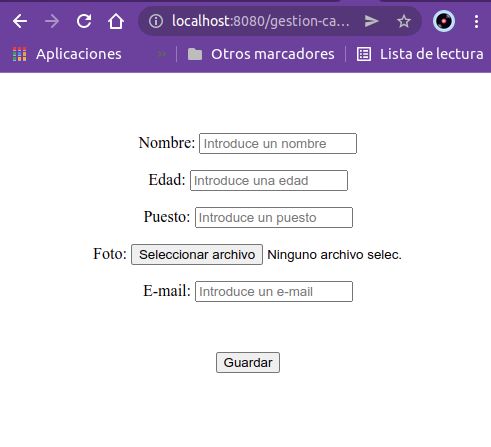 localhost:8080/gestion-ca...
Aplicaciones » Otros marcadores Lista de lectura
Nombre: Introduce un nombre
Edad: Introduce una edad
Puesto: Introduce un puesto
Foto: Seleccionar archivo Ninguno archivo selec.
E-mail: Introduce un e-mail
Guardar